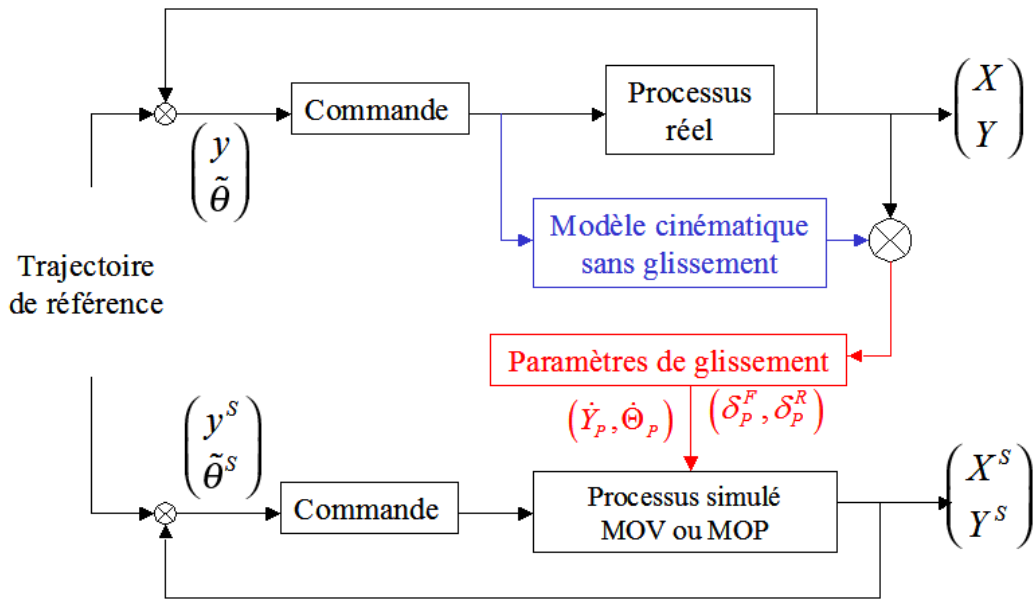 Commande
Processus
réel
(X
Y)
(y
θ̃)
Modèle cinématique
sans glissement
Trajectoire
de référence
Paramètres de glissement
(Ẏ_P, Θ̇_P) (δ_P^F, δ_P^R)
(y^S
θ̃^S)
Commande
Processus simulé
MOV ou MOP
(X^S
Y^S)